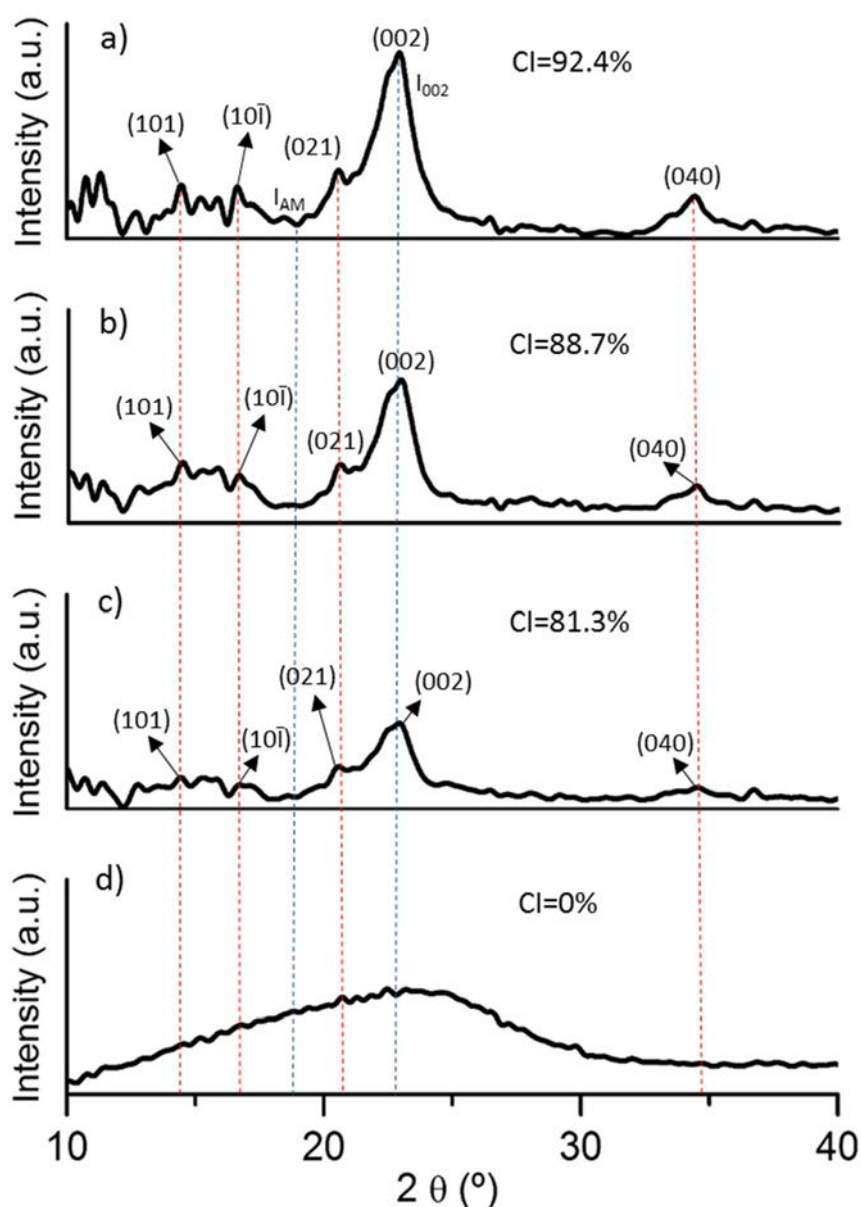 a)
(002)
CI=92.4%
I002
(101)
(10ī)
(021)
IAM
(040)
Intensity (a.u.)
b)
CI=88.7%
(002)
(101)
(10ī)
(021)
(040)
Intensity (a.u.)
c)
CI=81.3%
(021)
(002)
(101)
(10ī)
(040)
Intensity (a.u.)
d)
CI=0%
Intensity (a.u.)
10 20 30 40
2 θ (º)